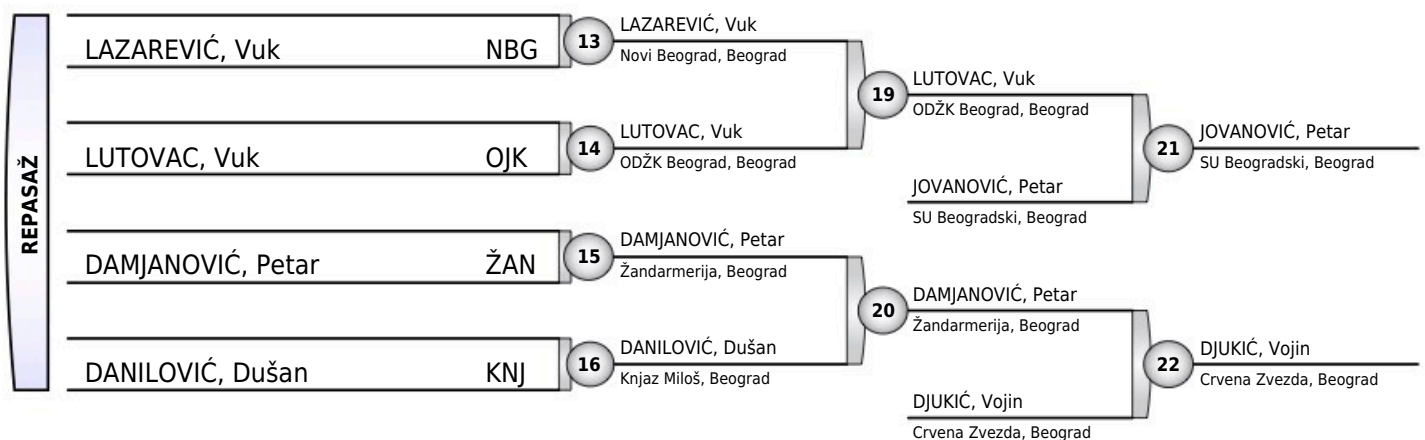 REPASAŽ
LAZAREVIĆ, Vuk NBG
13
LAZAREVIĆ, Vuk
Novi Beograd, Beograd
LUTOVAC, Vuk OJK
14
LUTOVAC, Vuk
ODŽK Beograd, Beograd
DAMJANOVIĆ, Petar ŽAN
15
DAMJANOVIĆ, Petar
Žandarmerija, Beograd
DANILOVIĆ, Dušan KNJ
16
DANILOVIĆ, Dušan
Knjaz Miloš, Beograd
19
LUTOVAC, Vuk
ODŽK Beograd, Beograd
JOVANOVIĆ, Petar
SU Beogradski, Beograd
20
DAMJANOVIĆ, Petar
Žandarmerija, Beograd
DJUKIĆ, Vojin
Crvena Zvezda, Beograd
21
JOVANOVIĆ, Petar
SU Beogradski, Beograd
22
DJUKIĆ, Vojin
Crvena Zvezda, Beograd